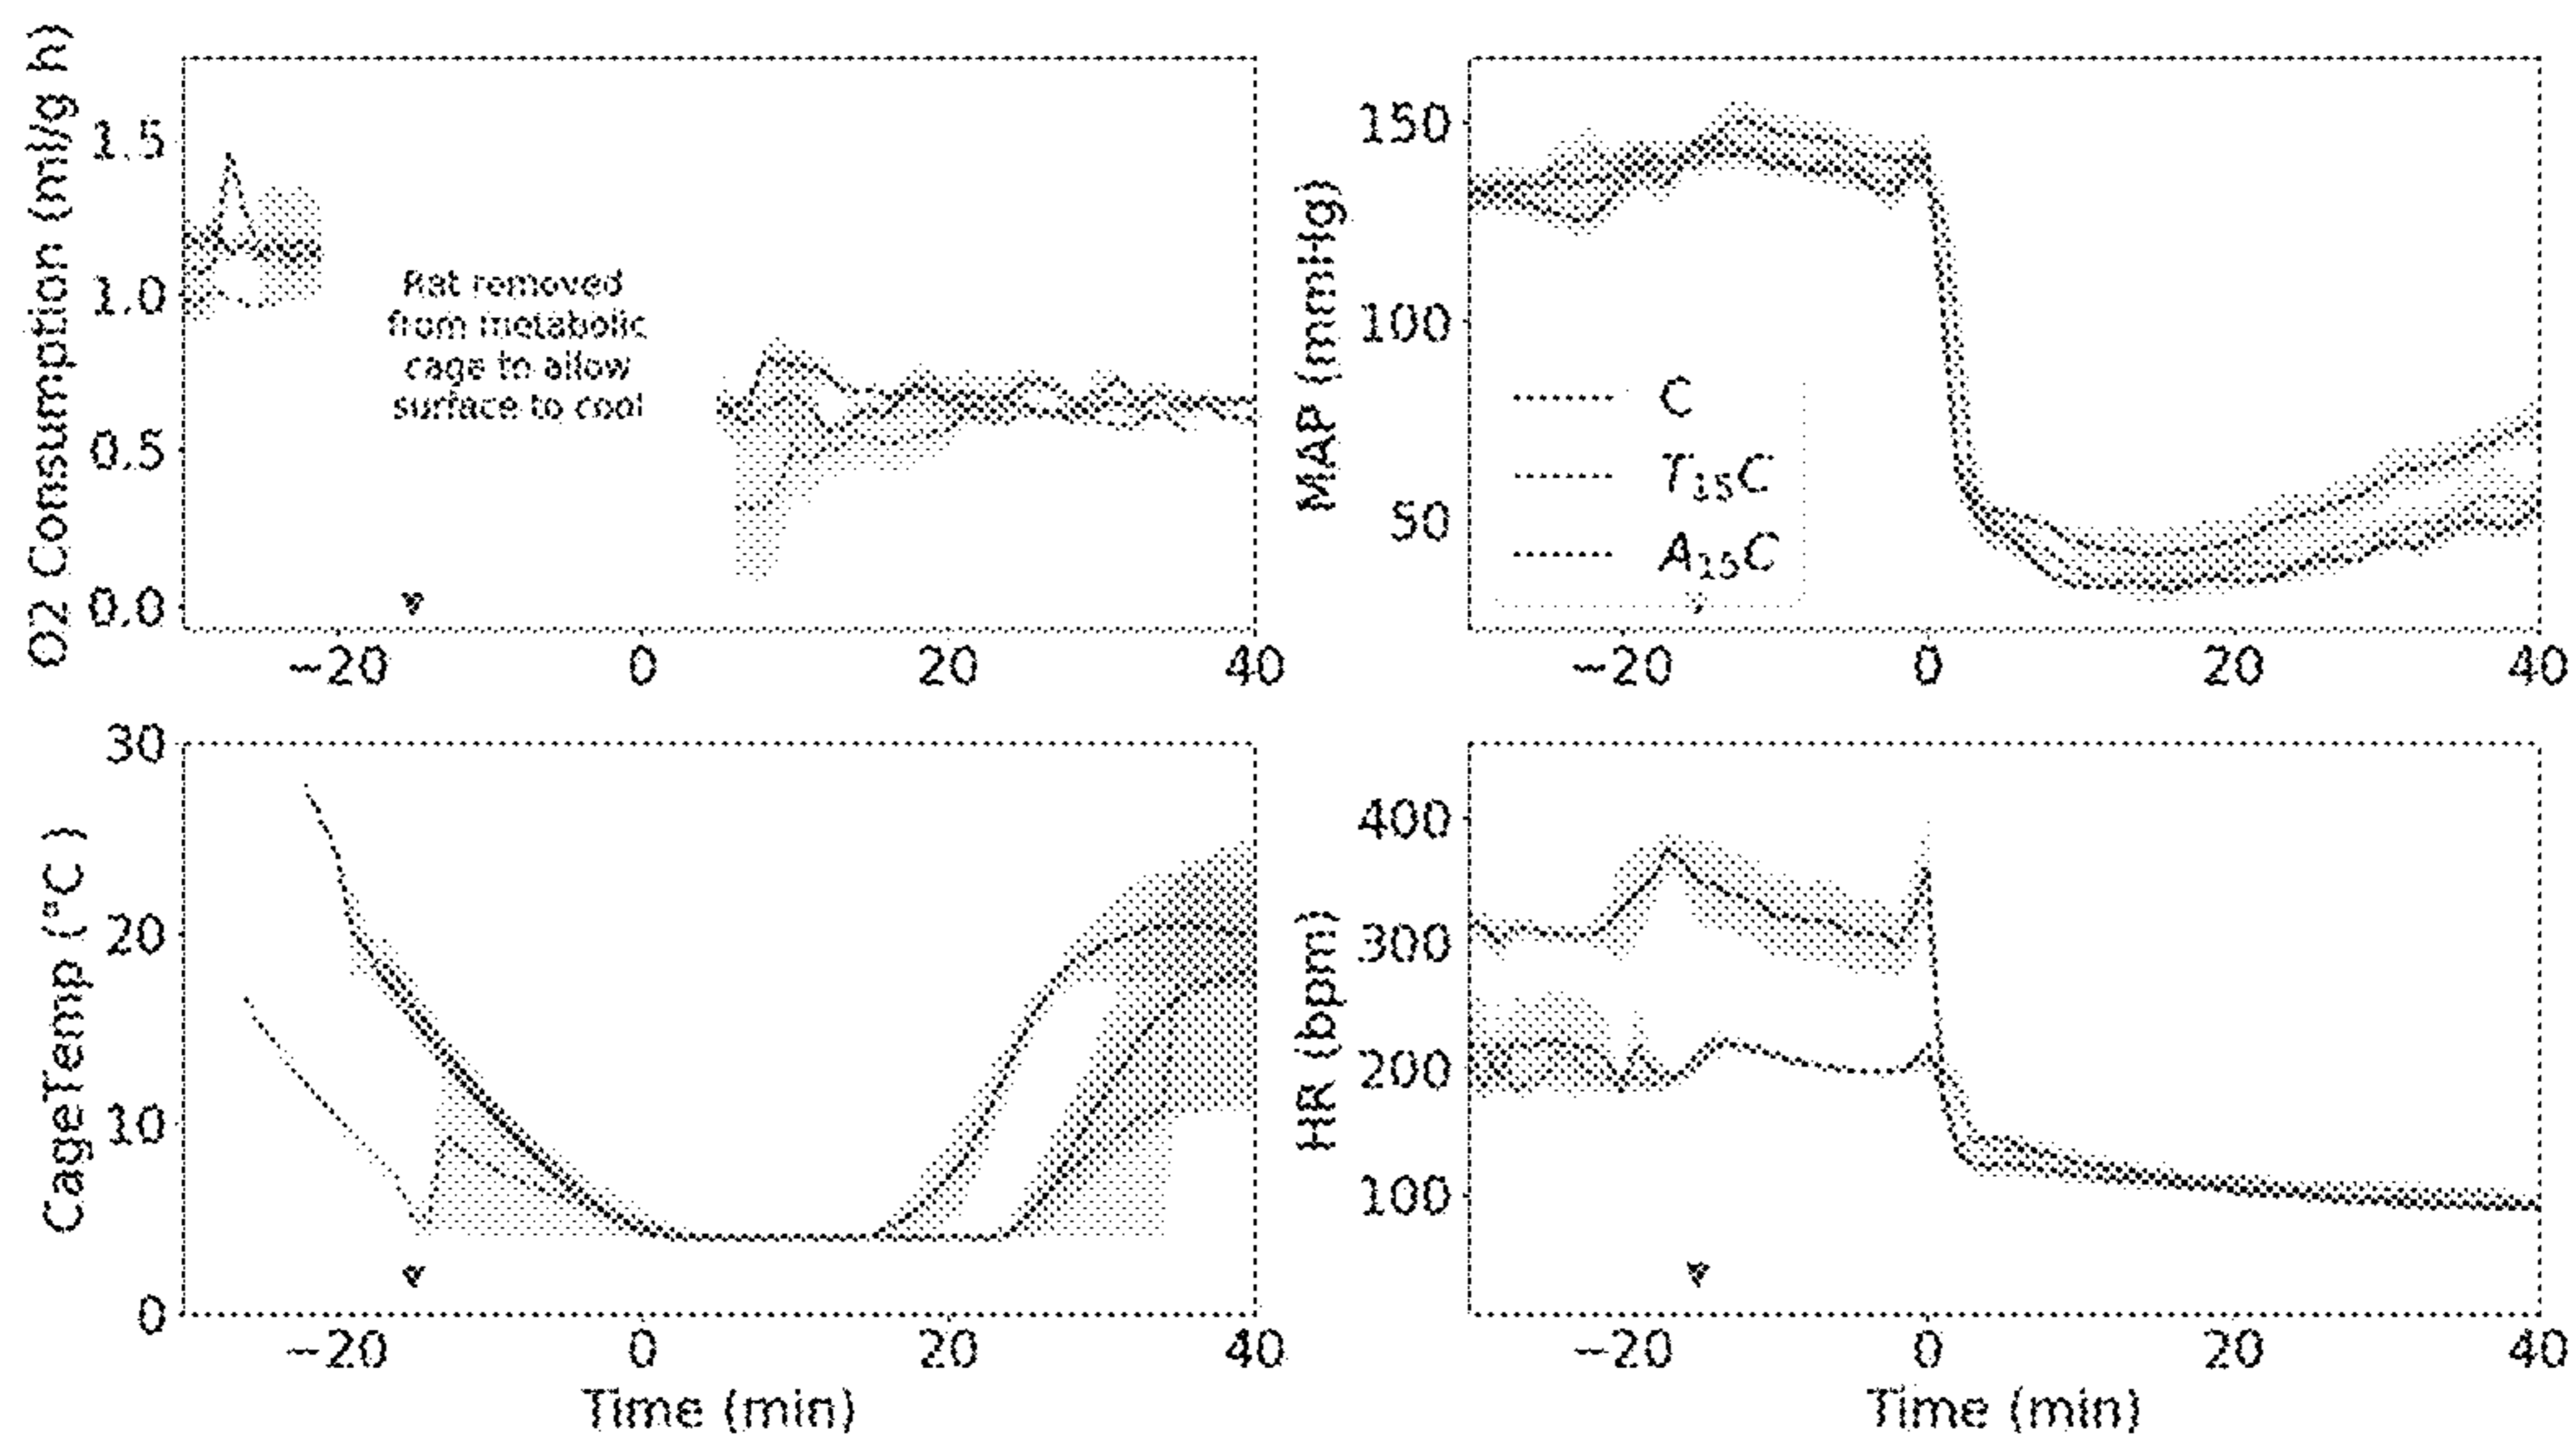 O2 Consumption (ml/g h)
1.5
1.0
0.5
0.0
Rat removed
from metabolic
cage to allow
surface to cool
−20 0 20 40
MAP (mmHg)
150
100
50
C
T₁₅C
A₁₅C
−20 0 20 40
CageTemp (°C )
30
20
10
0
−20 0 20 40
Time (min)
HR (bpm)
400
300
200
100
−20 0 20 40
Time (min)